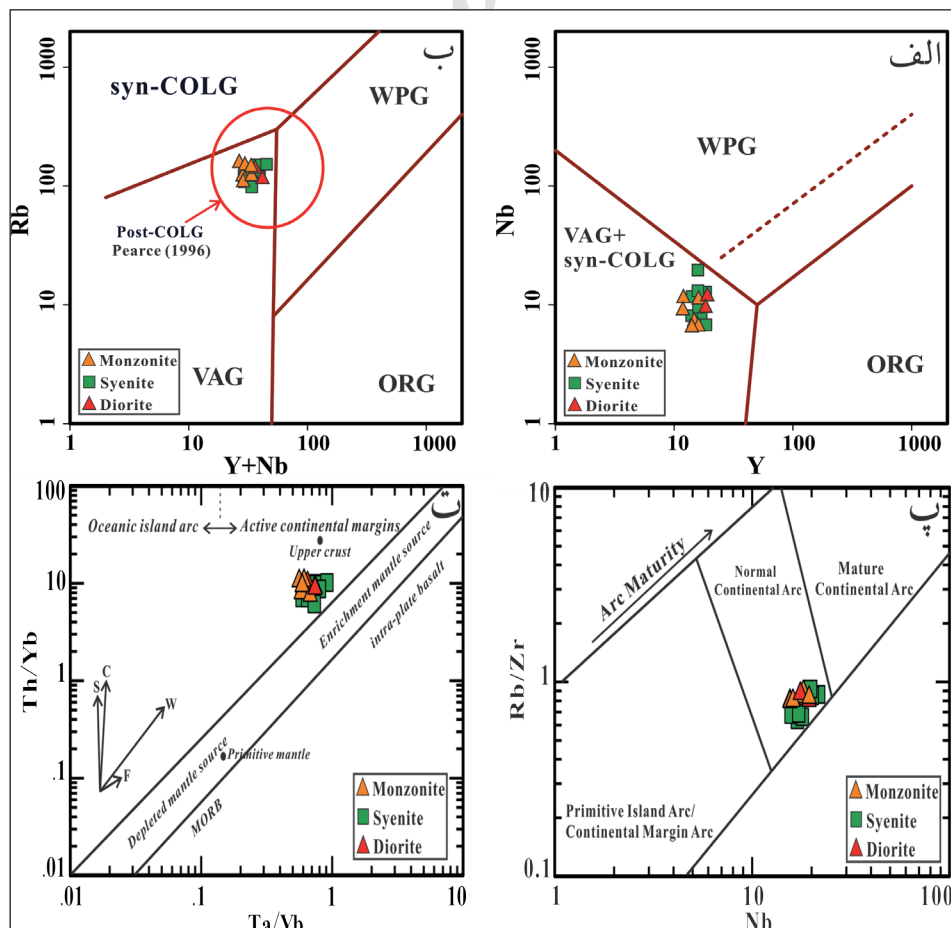 ب
syn-COLG
WPG
Post-COLG
Pearce (1996)
VAG
ORG
Monzonite
Syenite
Diorite
Rb
1000
100
10
1
1
10
100
1000
Y+Nb
الف
WPG
VAG+
syn-COLG
ORG
Monzonite
Syenite
Diorite
Nb
1000
100
10
1
1
10
100
1000
Y
ت
Oceanic island arc
Active continental margins
Upper crust
Enrichment mantle source
intra-plate basalt
S
C
W
F
Primitive mantle
Depleted mantle source
MORB
Monzonite
Syenite
Diorite
Th/Yb
100
10
1
.1
.01
.01
.1
1
10
Ta/Yb
پ
Arc Maturity
Normal
Continental Arc
Mature
Continental Arc
Primitive Island Arc/
Continental Margin Arc
Monzonite
Syenite
Diorite
Rb/Zr
10
1
0.1
1
10
100
Nb